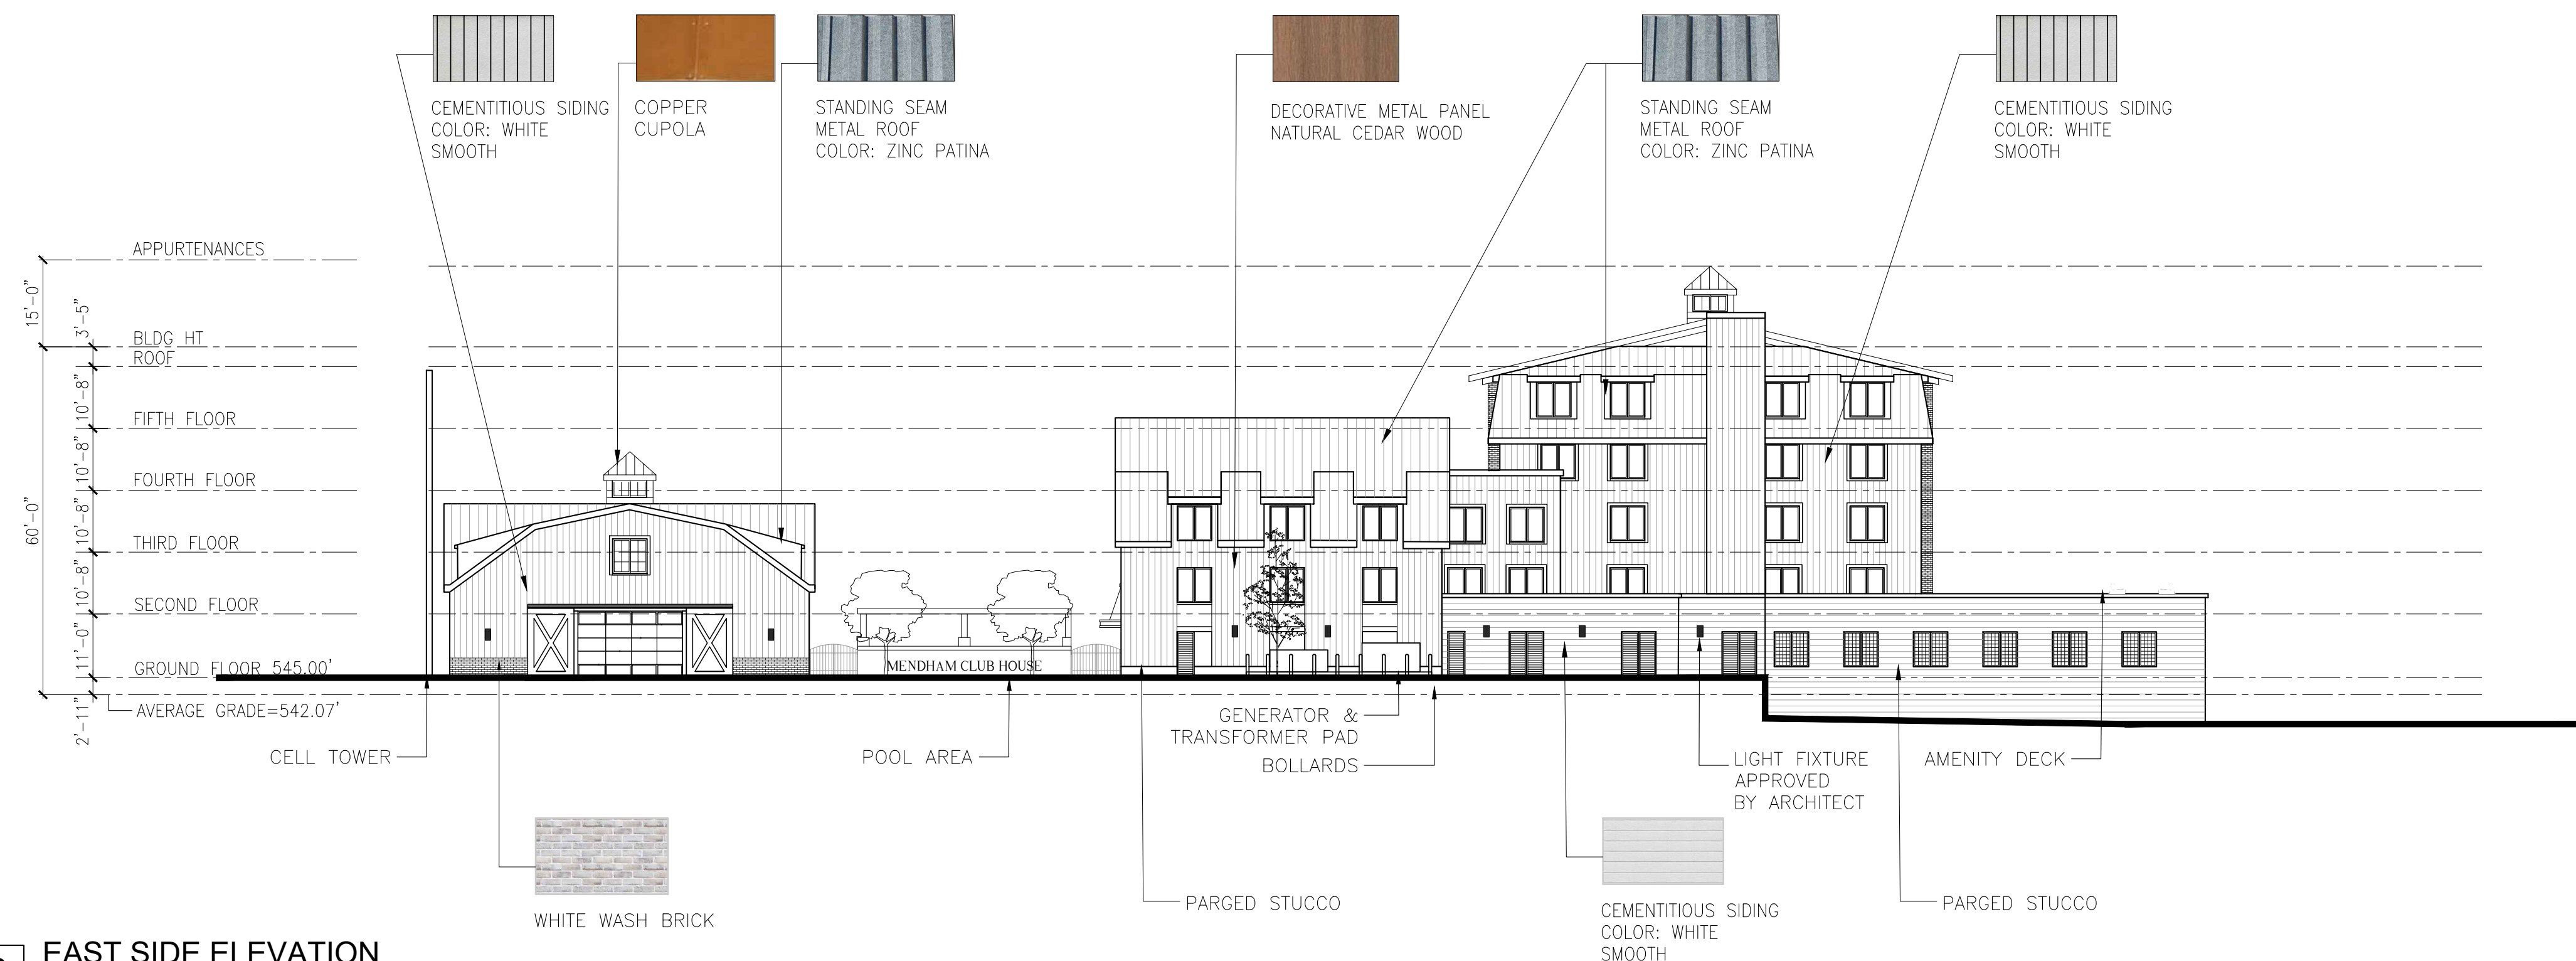 CEMENTITIOUS SIDING
COLOR: WHITE
SMOOTH
COPPER
CUPOLA
STANDING SEAM
METAL ROOF
COLOR: ZINC PATINA
DECORATIVE METAL PANEL
NATURAL CEDAR WOOD
STANDING SEAM
METAL ROOF
COLOR: ZINC PATINA
CEMENTITIOUS SIDING
COLOR: WHITE
SMOOTH
APPURTENANCES
15'-0"
3'-5"
BLDG HT
ROOF
10'-8"
FIFTH FLOOR
10'-8"
FOURTH FLOOR
10'-8"
60'-0"
THIRD FLOOR
10'-8"
SECOND FLOOR
11'-0"
GROUND FLOOR 545.00'
2'-11"
AVERAGE GRADE=542.07'
MENDHAM CLUB HOUSE
CELL TOWER
POOL AREA
GENERATOR &
TRANSFORMER PAD
BOLLARDS
LIGHT FIXTURE
APPROVED
BY ARCHITECT
AMENITY DECK
WHITE WASH BRICK
PARGED STUCCO
CEMENTITIOUS SIDING
COLOR: WHITE
SMOOTH
PARGED STUCCO
EAST SIDE ELEVATION